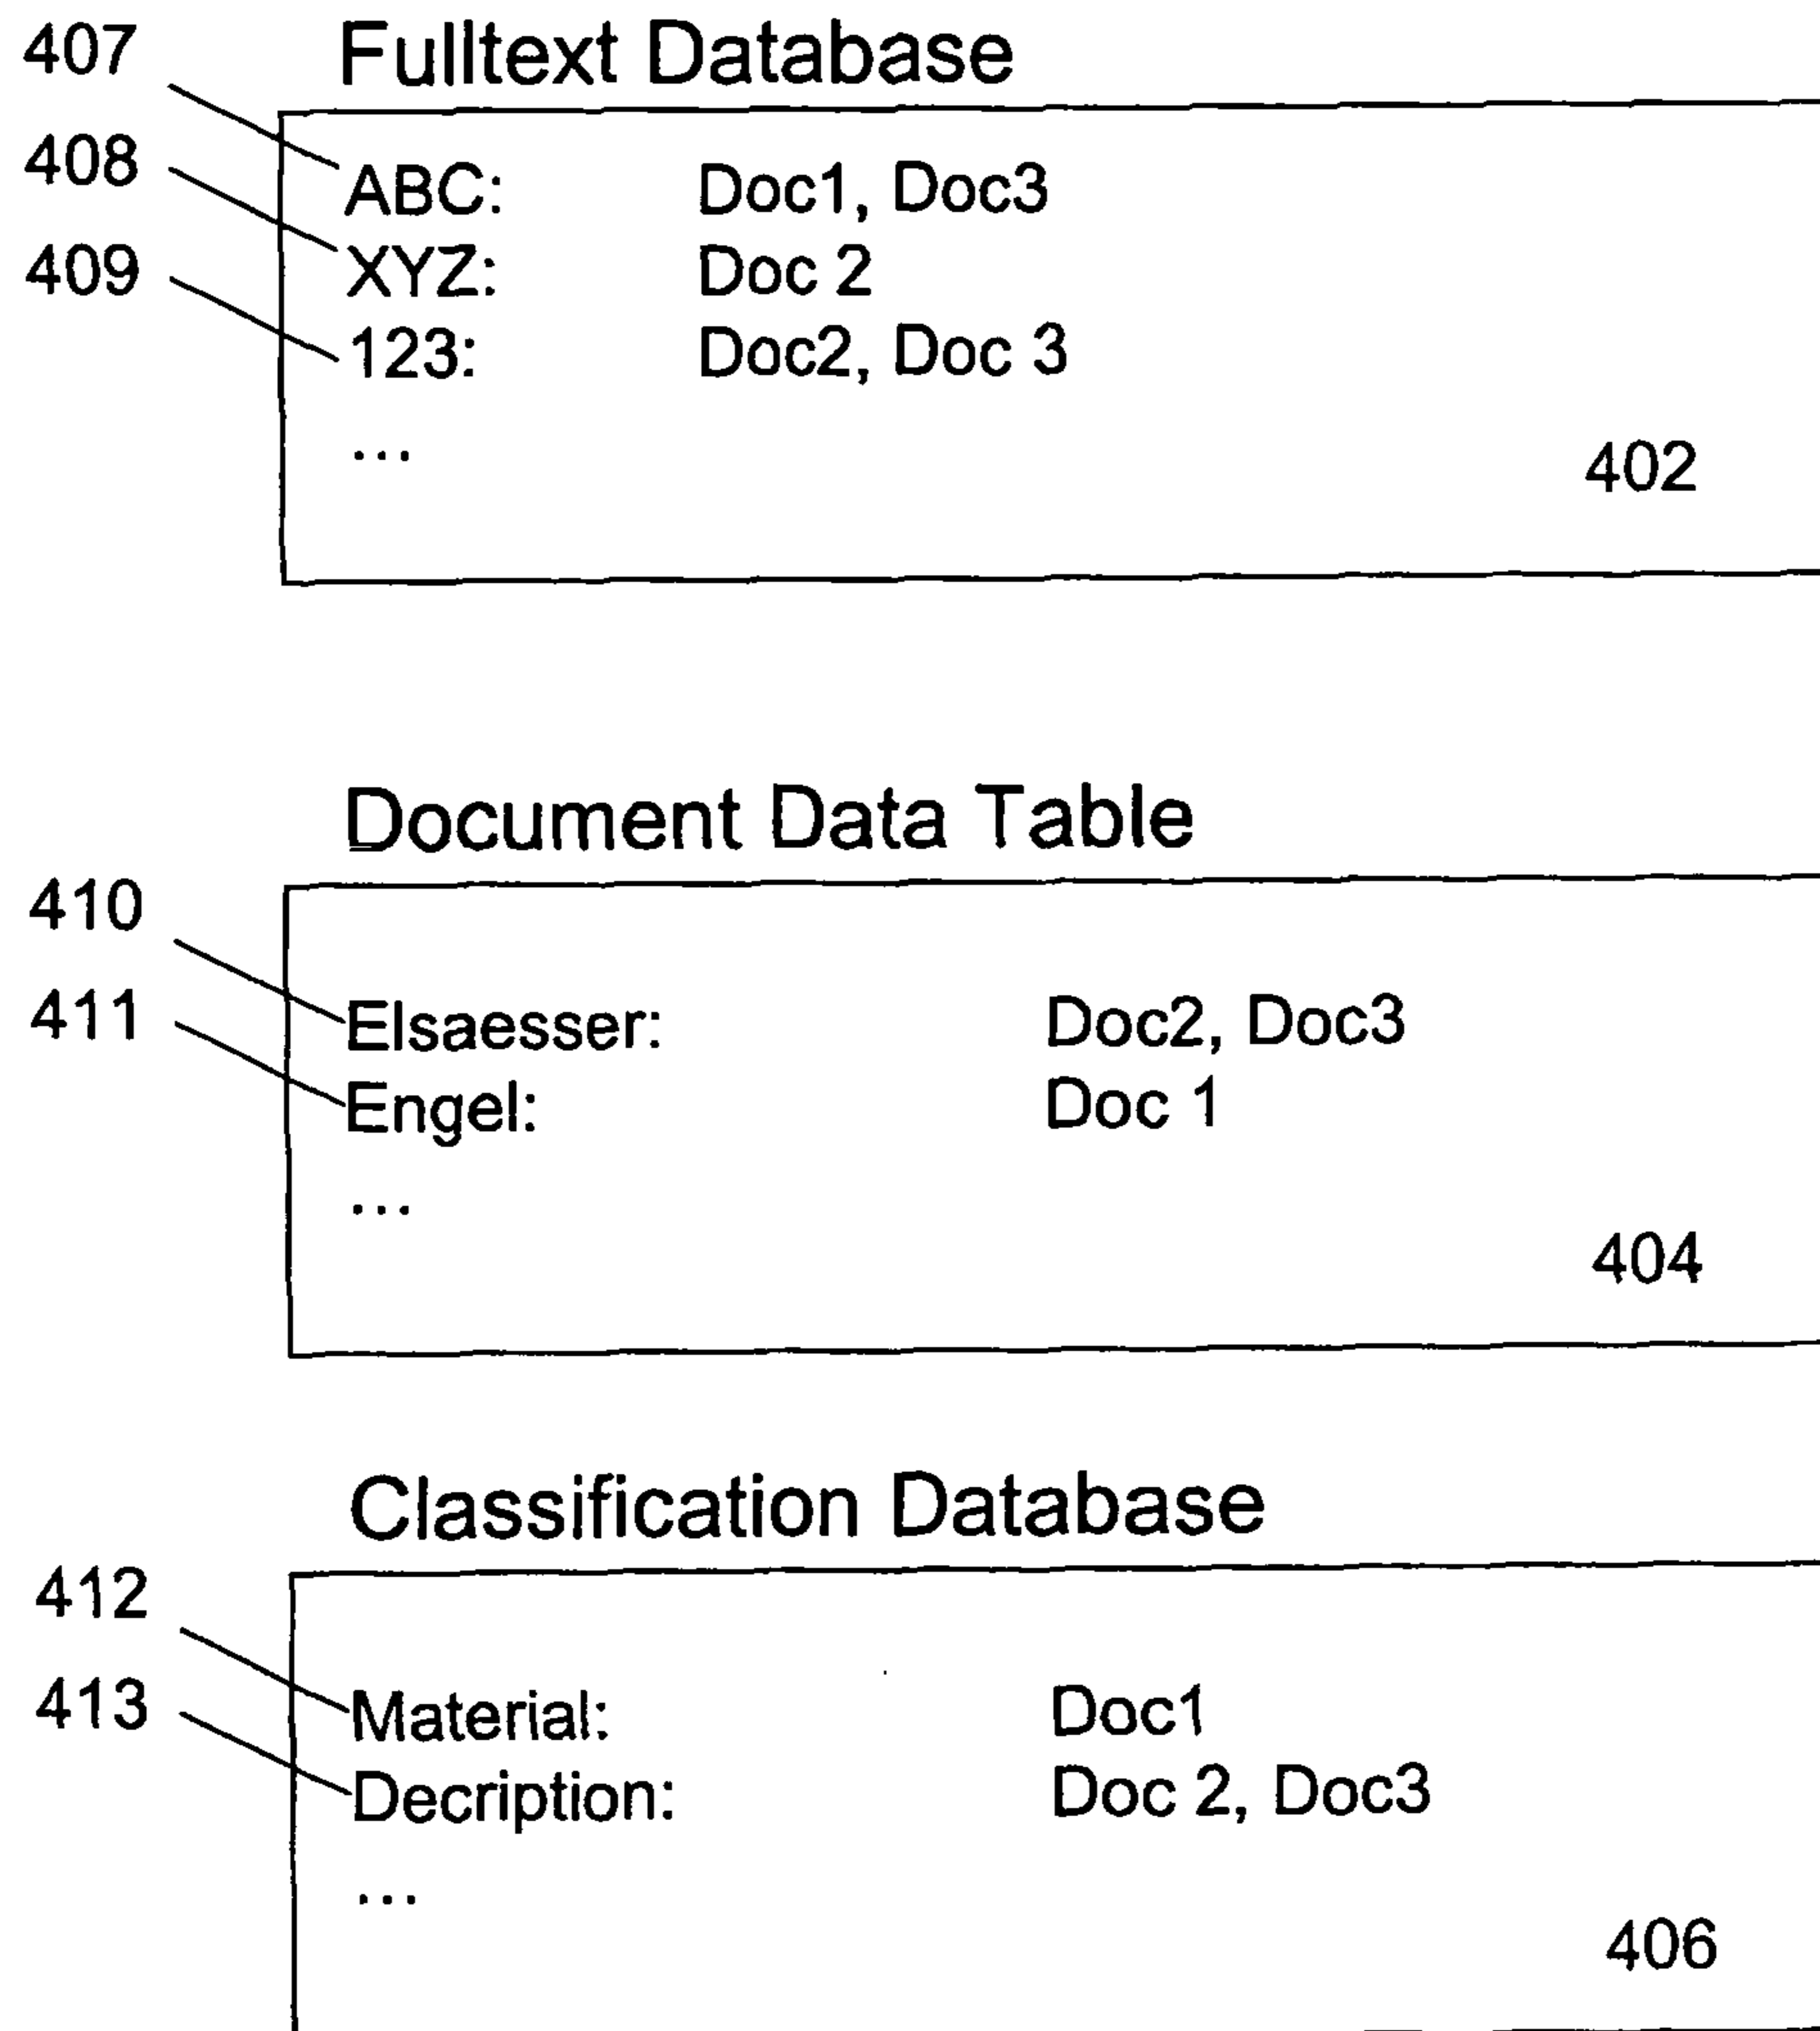 407 Fulltext Database
408 ABC: Doc1, Doc3
409 XYZ: Doc 2
123: Doc2, Doc 3
...
402
Document Data Table
410
411 Elsaesser: Doc2, Doc3
Engel: Doc 1
...
404
Classification Database
412
413 Material: Doc1
Decription: Doc 2, Doc3
...
406